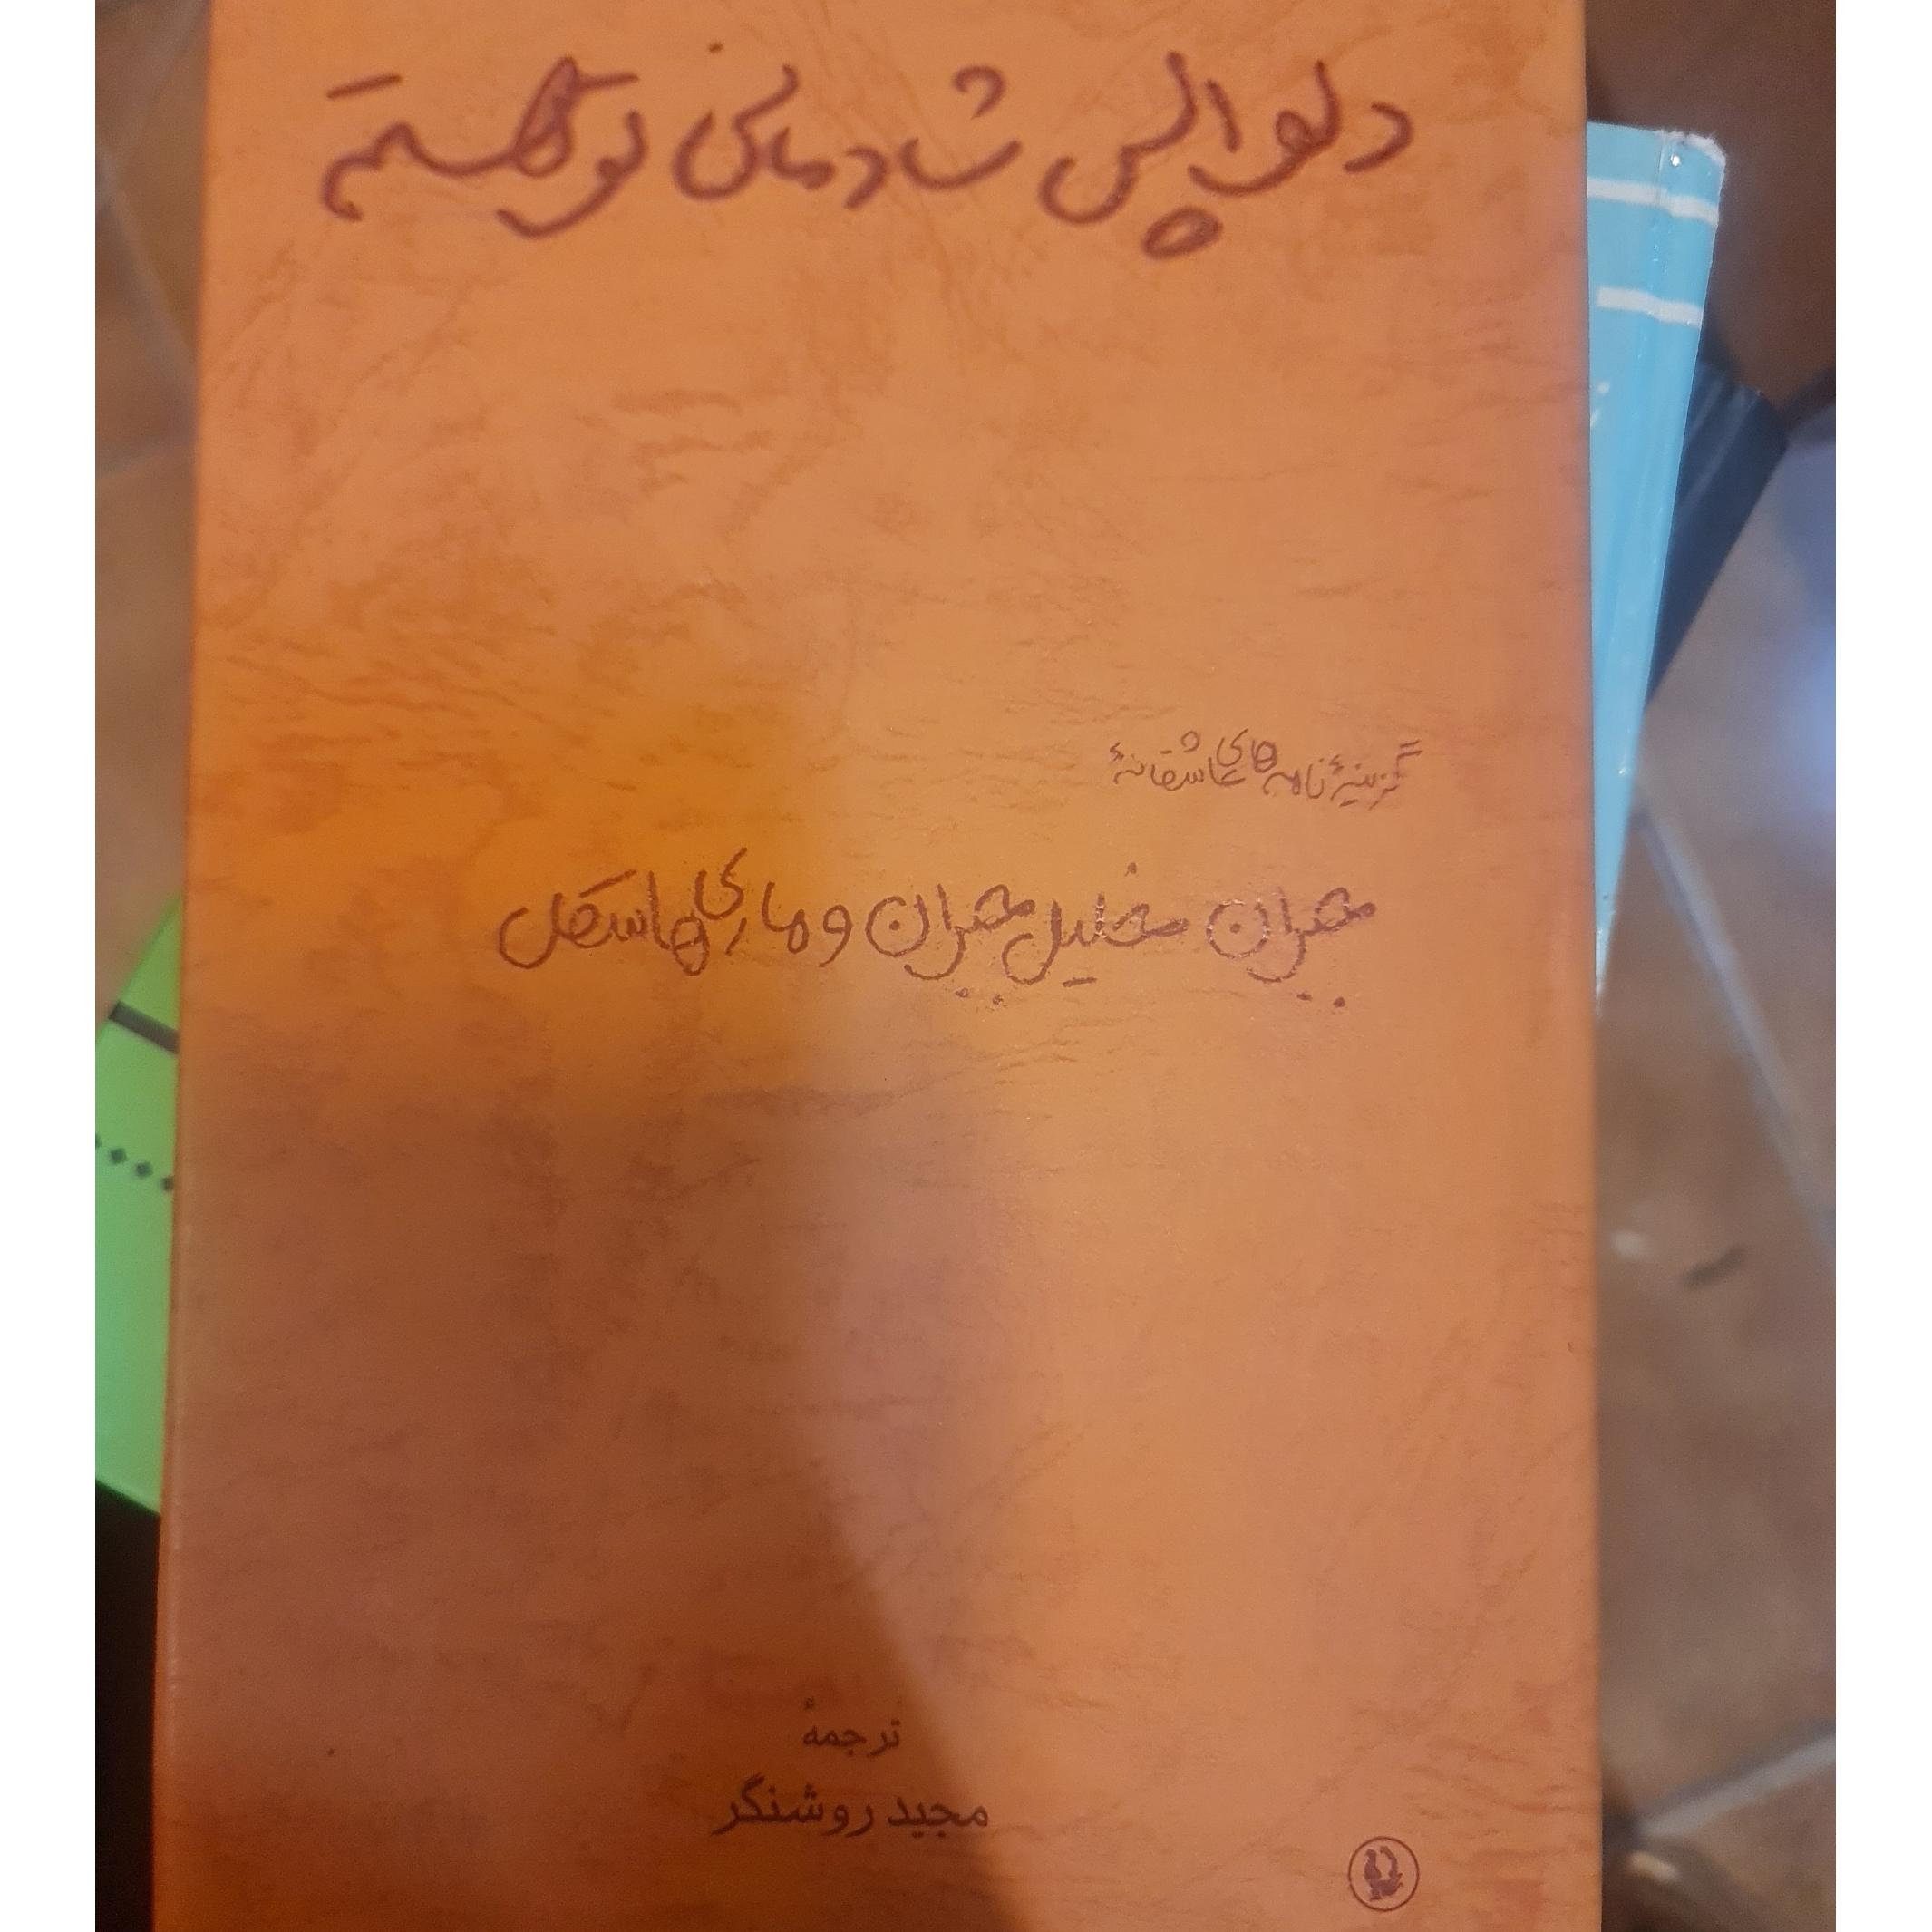 دلواپس شادمانی تو هستم
گزینهٔ نامه‌های عاشقانهٔ
جبران خلیل جبران و ماری هاسکل
ترجمهٔ
مجید روشنگر